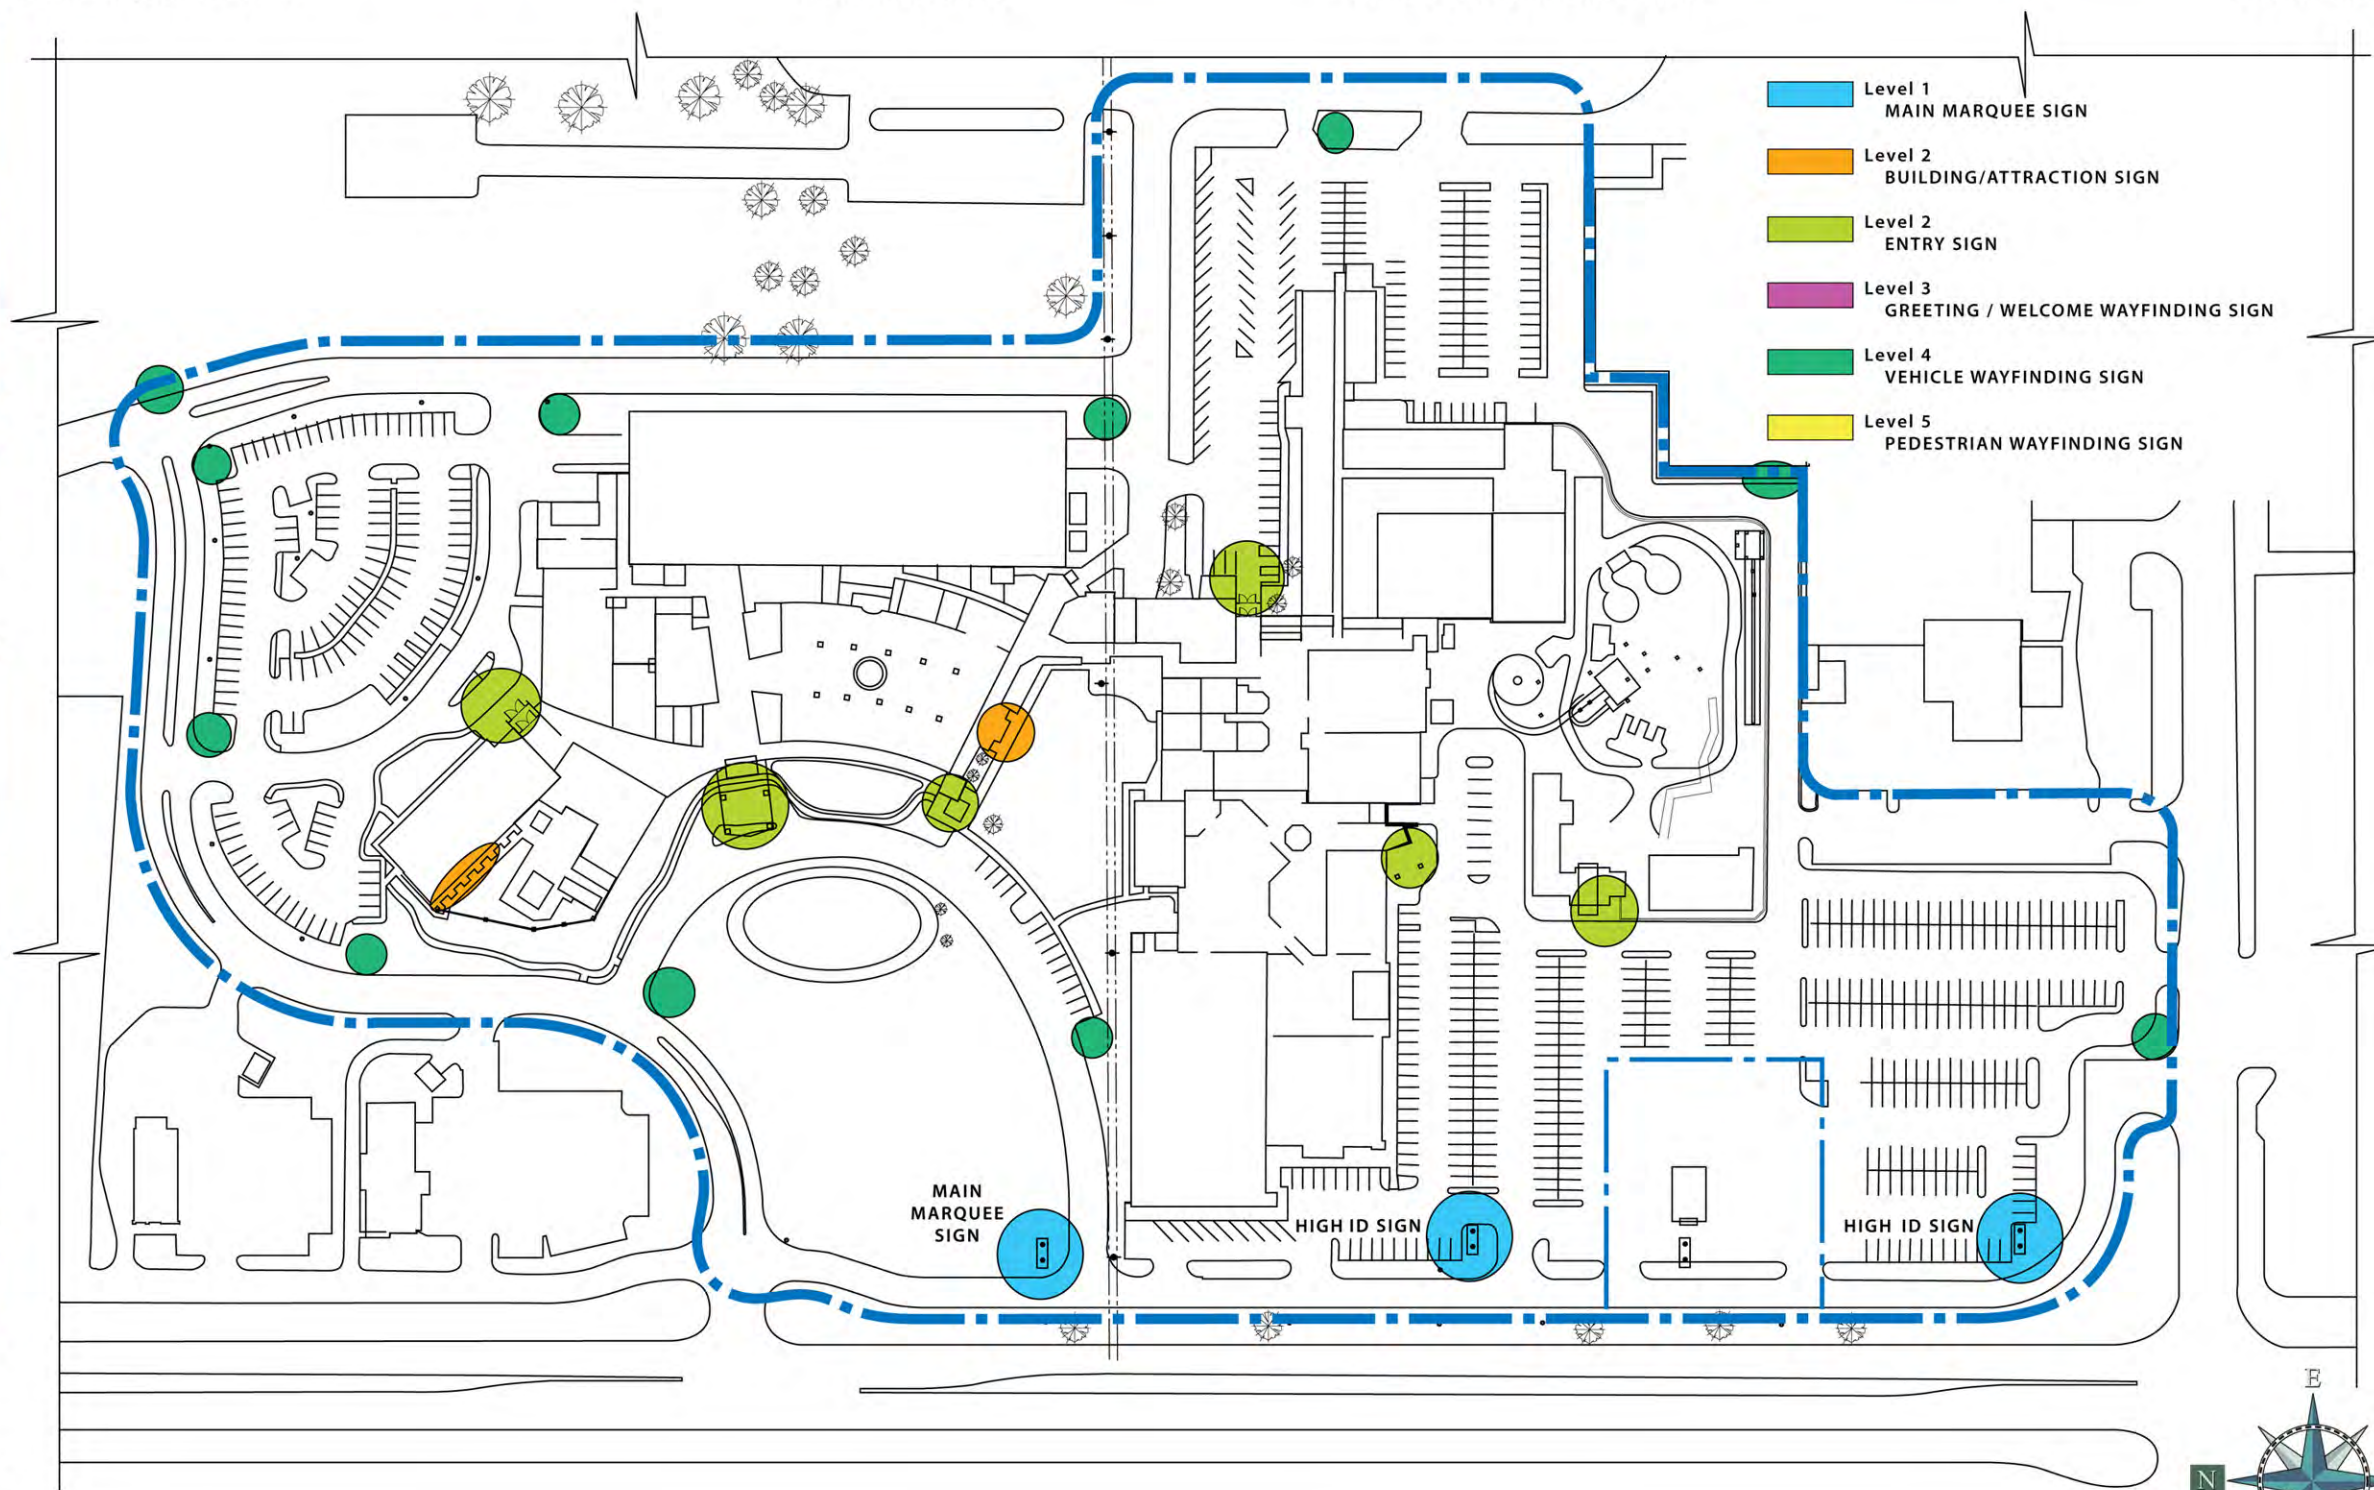 Level 1
MAIN MARQUEE SIGN
Level 2
BUILDING/ATTRACTION SIGN
Level 2
ENTRY SIGN
Level 3
GREETING / WELCOME WAYFINDING SIGN
Level 4
VEHICLE WAYFINDING SIGN
Level 5
PEDESTRIAN WAYFINDING SIGN
MAIN
MARQUEE
SIGN
HIGH ID SIGN
HIGH ID SIGN
E
N